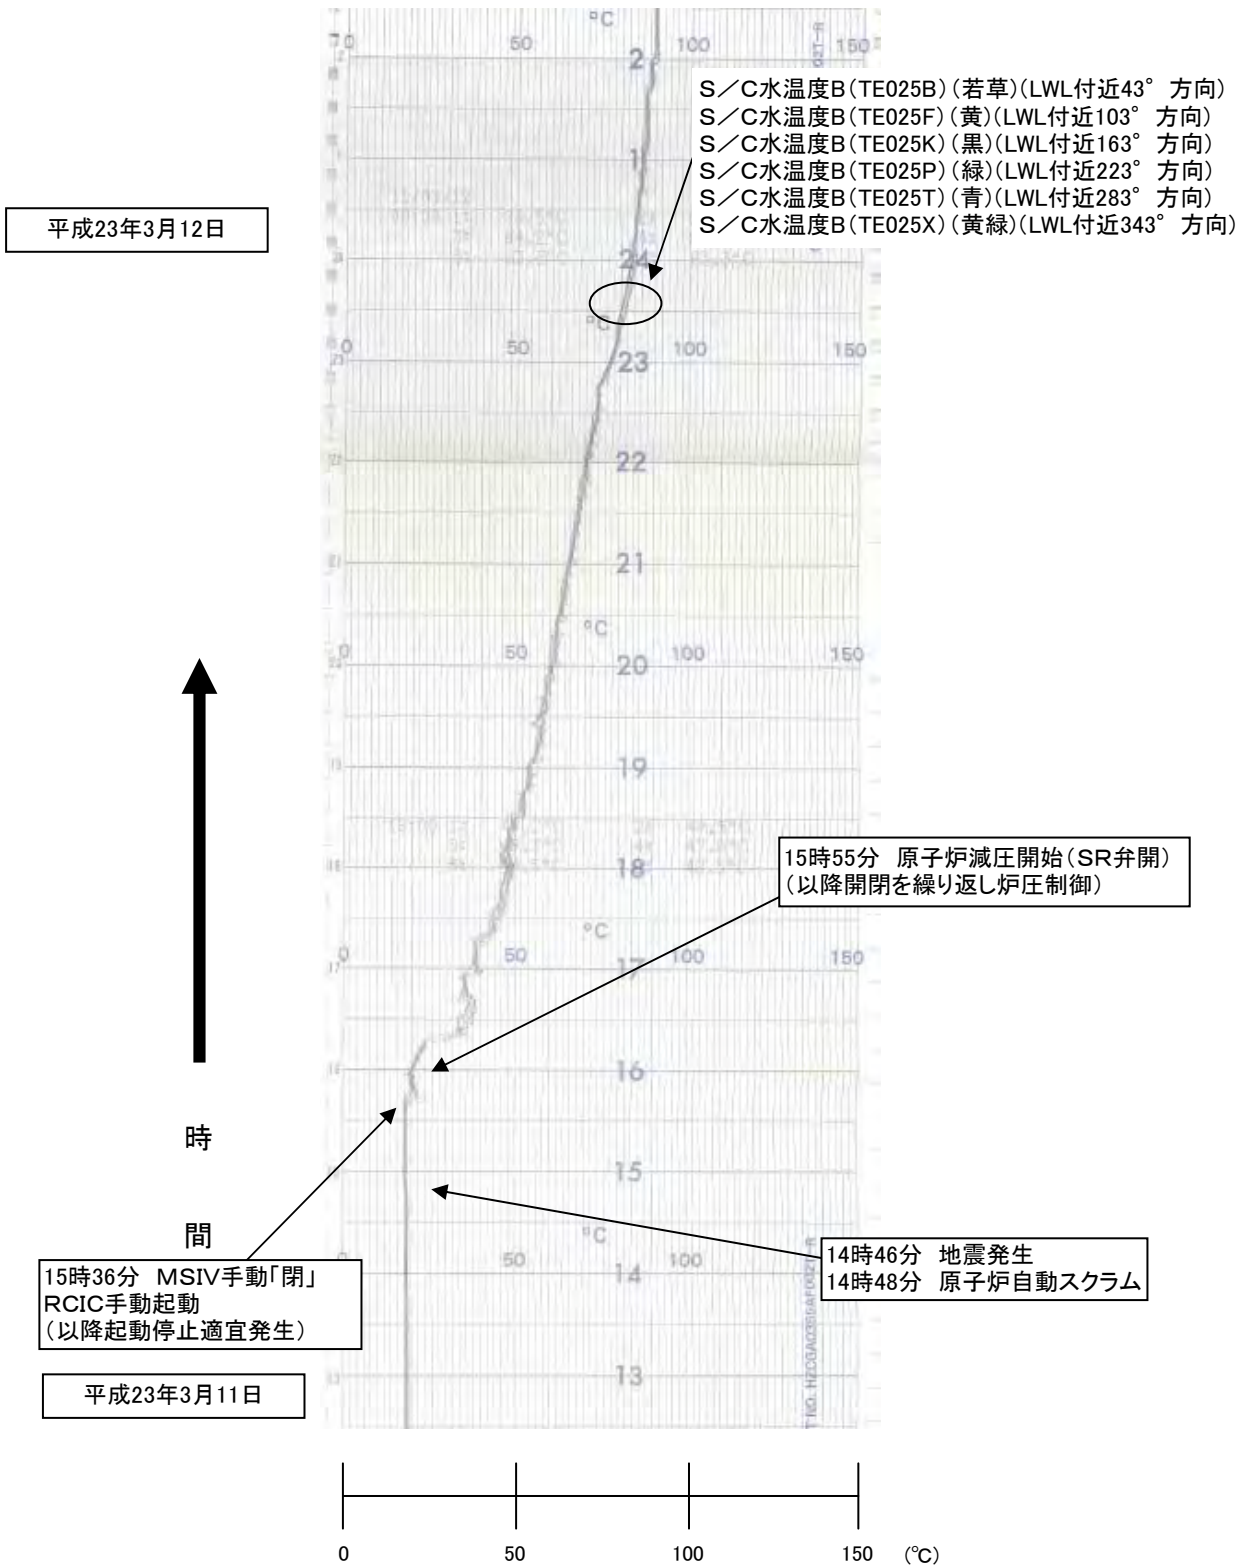 °C
0 50 100 150
2
S/C水温度B(TE025B)(若草)(LWL付近43°方向)
S/C水温度B(TE025F)(黄)(LWL付近103°方向)
S/C水温度B(TE025K)(黒)(LWL付近163°方向)
S/C水温度B(TE025P)(緑)(LWL付近223°方向)
S/C水温度B(TE025T)(青)(LWL付近283°方向)
S/C水温度B(TE025X)(黄緑)(LWL付近343°方向)
1
平成23年3月12日
24
°C
0 50 100 150
23
22
21
°C
0 50 100 150
20
19
15時55分 原子炉減圧開始(SR弁開)
(以降開閉を繰り返し炉圧制御)
18
°C
0 50 100 150
17
16
時
間
15
°C
0 50 100
14時46分 地震発生
14時48分 原子炉自動スクラム
14
15時36分 MSIV手動「閉」
RCIC手動起動
(以降起動停止適宜発生)
13
平成23年3月11日
0 50 100 150 (℃)